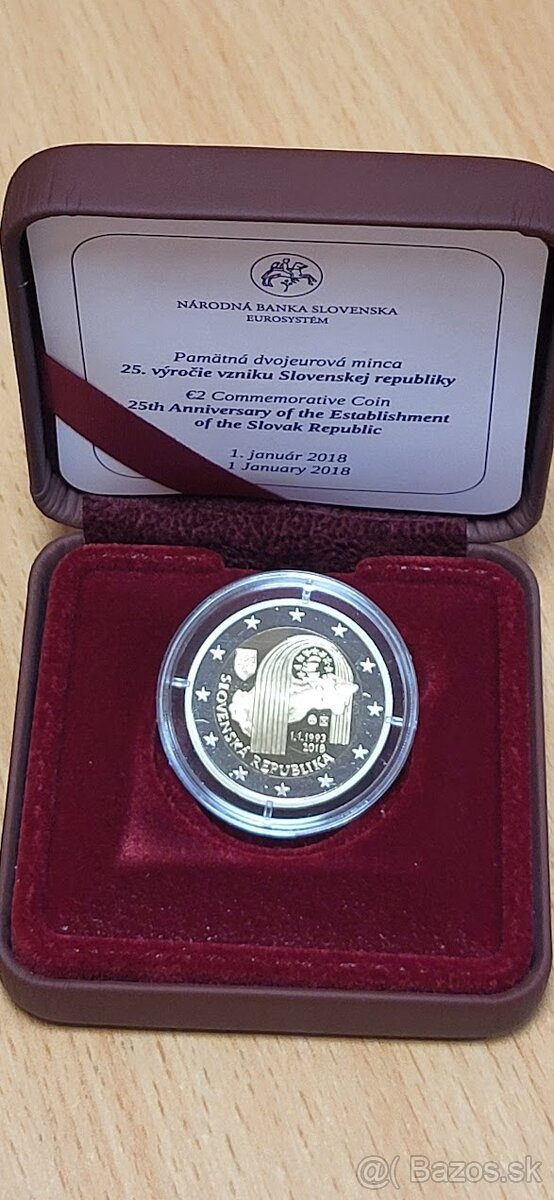 NÁRODNÁ BANKA SLOVENSKA
EUROSYSTÉM
Pamätná dvojeurová minca
25. výročie vzniku Slovenskej republiky
€2 Commemorative Coin
25th Anniversary of the Establishment
of the Slovak Republic
1. január 2018
1 January 2018
1.1.1993
2018
SLOVENSKÁ REPUBLIKA
@( Bazos.sk